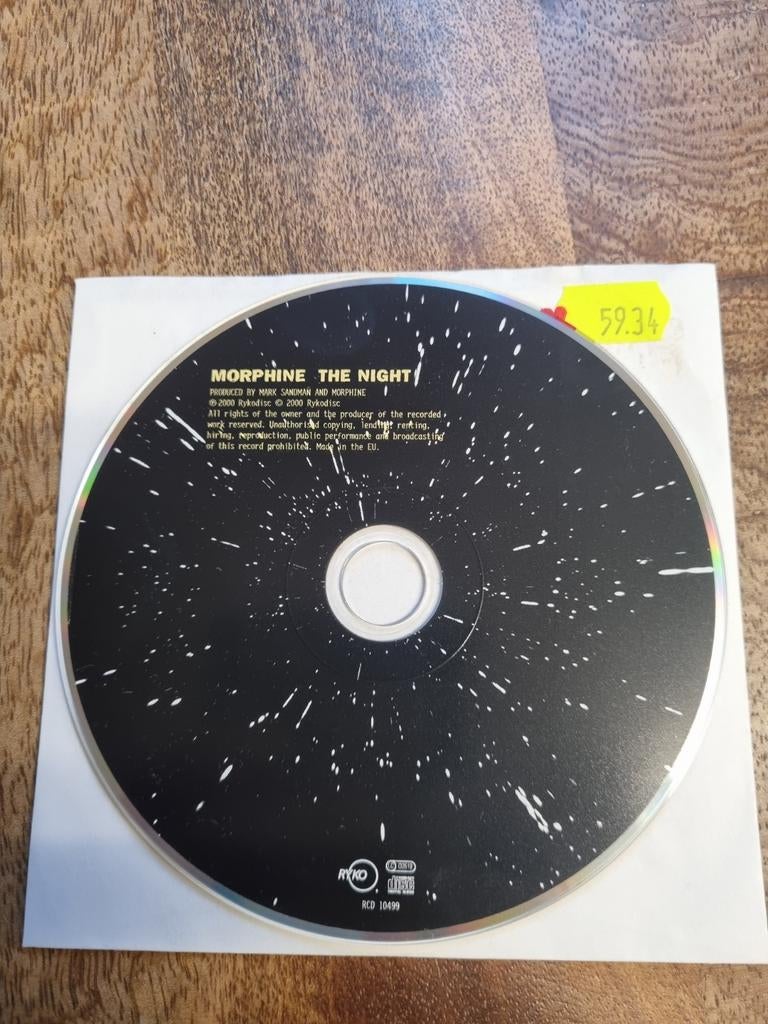 59.34
MORPHINE THE NIGHT
PRODUCED BY MARK SANDMAN AND MORPHINE
℗ 2000 Rykodisc © 2000 Rykodisc
All rights of the owner and the producer of the recorded
work reserved. Unauthorised copying, lending, renting,
hiring, reproduction, public performance and broadcasting
of this record prohibited. Made in the EU.
RYKO
RCD 10499